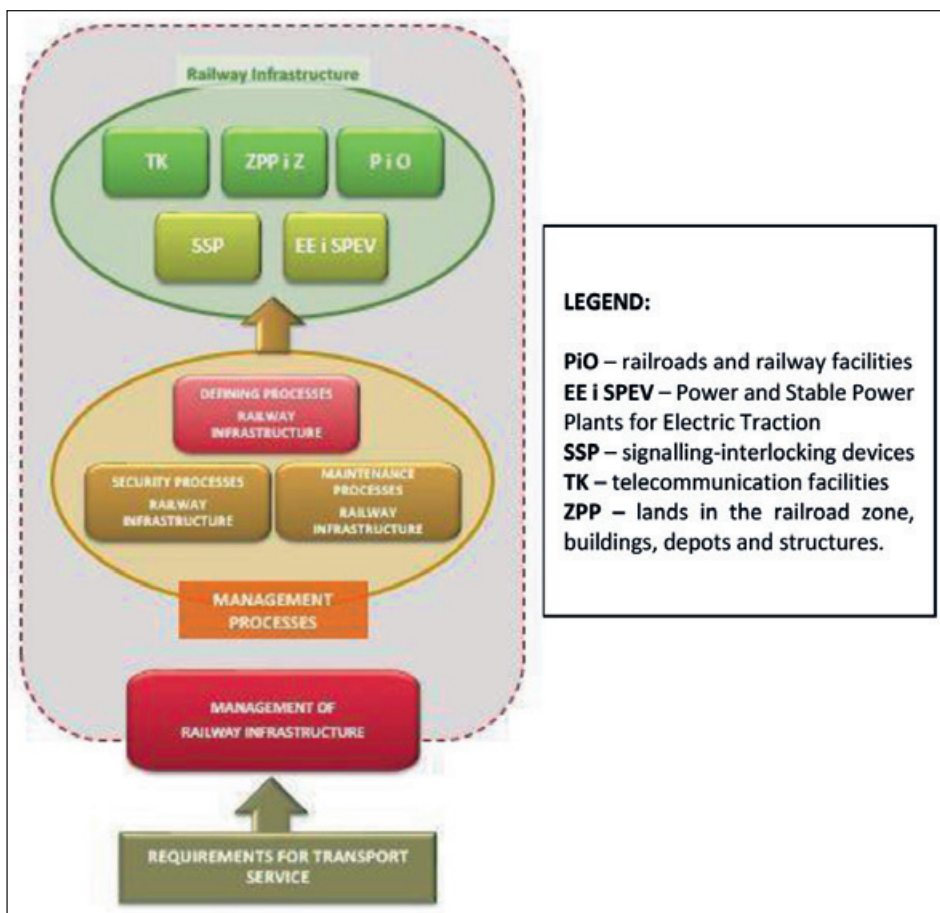 Railway Infrastructure
TK
ZPP i Z
P i O
SSP
EE i SPEV
DEFINING PROCESSES
RAILWAY
INFRASTRUCTURE
SECURITY PROCESSES
RAILWAY
INFRASTRUCTURE
MAINTENANCE
PROCESSES
RAILWAY
INFRASTRUCTURE
MANAGEMENT
PROCESSES
MANAGEMENT OF
RAILWAY INFRASTRUCTURE
REQUIREMENTS FOR TRANSPORT
SERVICE
LEGEND:
PiO – railroads and railway facilities
EE i SPEV – Power and Stable Power
Plants for Electric Traction
SSP – signalling-interlocking devices
TK – telecommunication facilities
ZPP – lands in the railroad zone,
buildings, depots and structures.